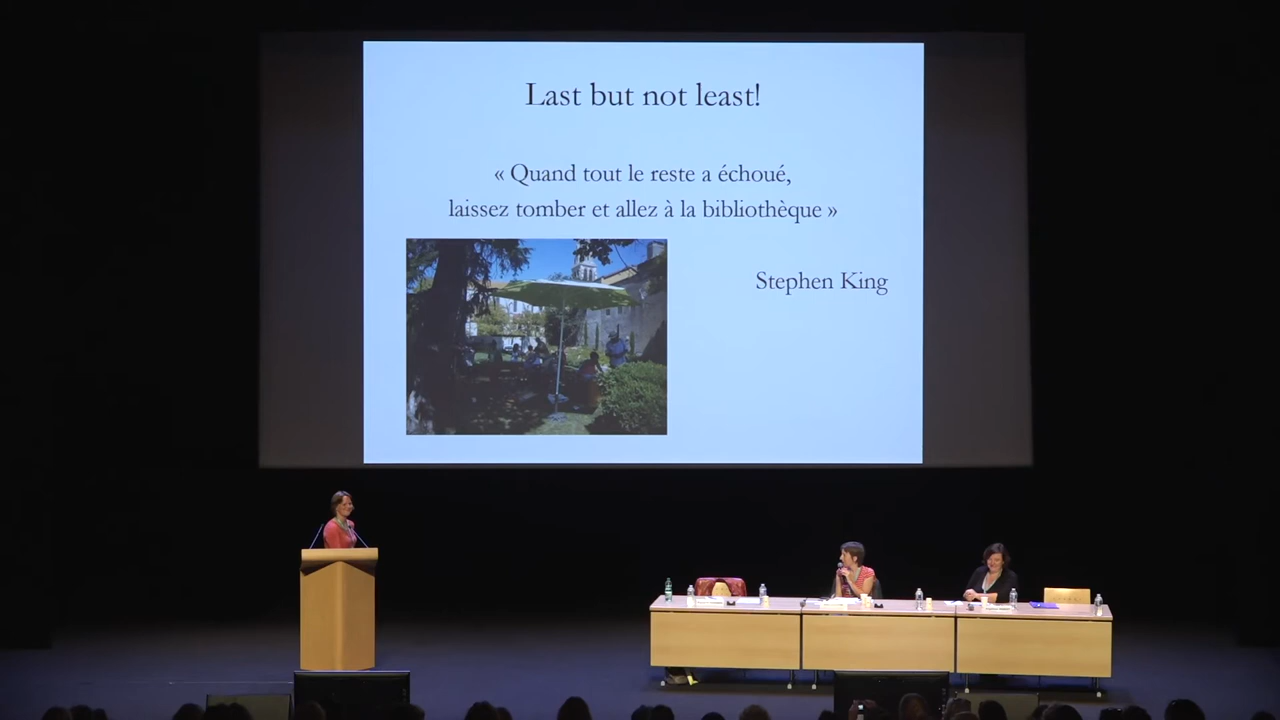 Last but not least!
« Quand tout le reste a échoué,
laissez tomber et allez à la bibliothèque »
Stephen King